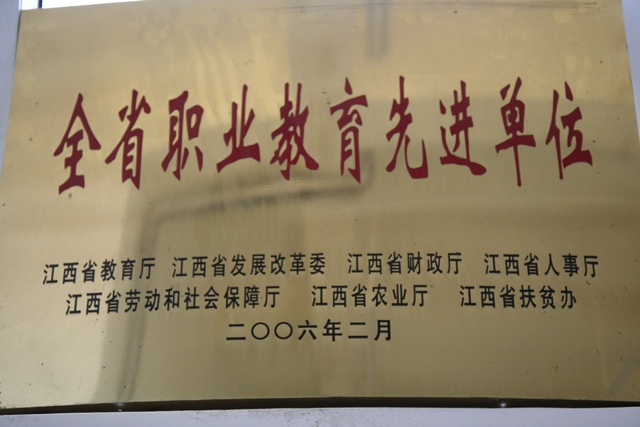 全省职业教育先进单位
江西省教育厅 江西省发展改革委 江西省财政厅 江西省人事厅
江西省劳动和社会保障厅 江西省农业厅 江西省扶贫办
二〇〇六年二月